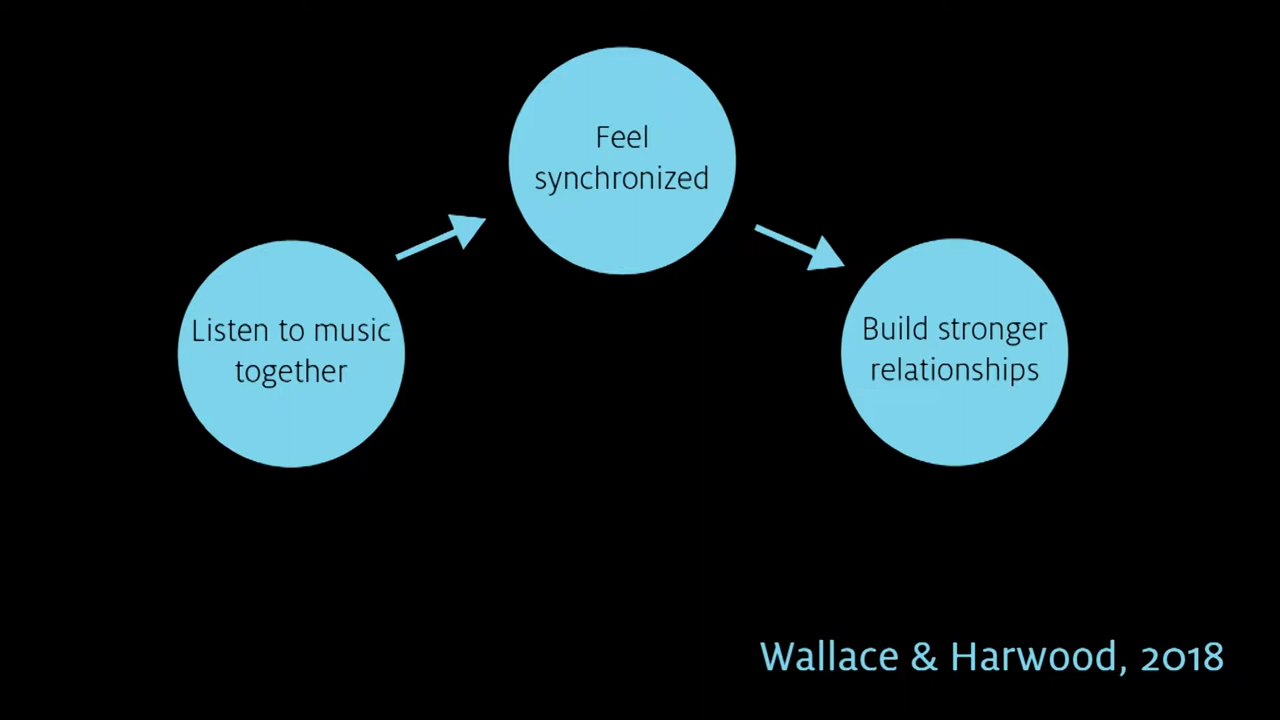 Feel
synchronized
Listen to music
together
Build stronger
relationships
Wallace & Harwood, 2018